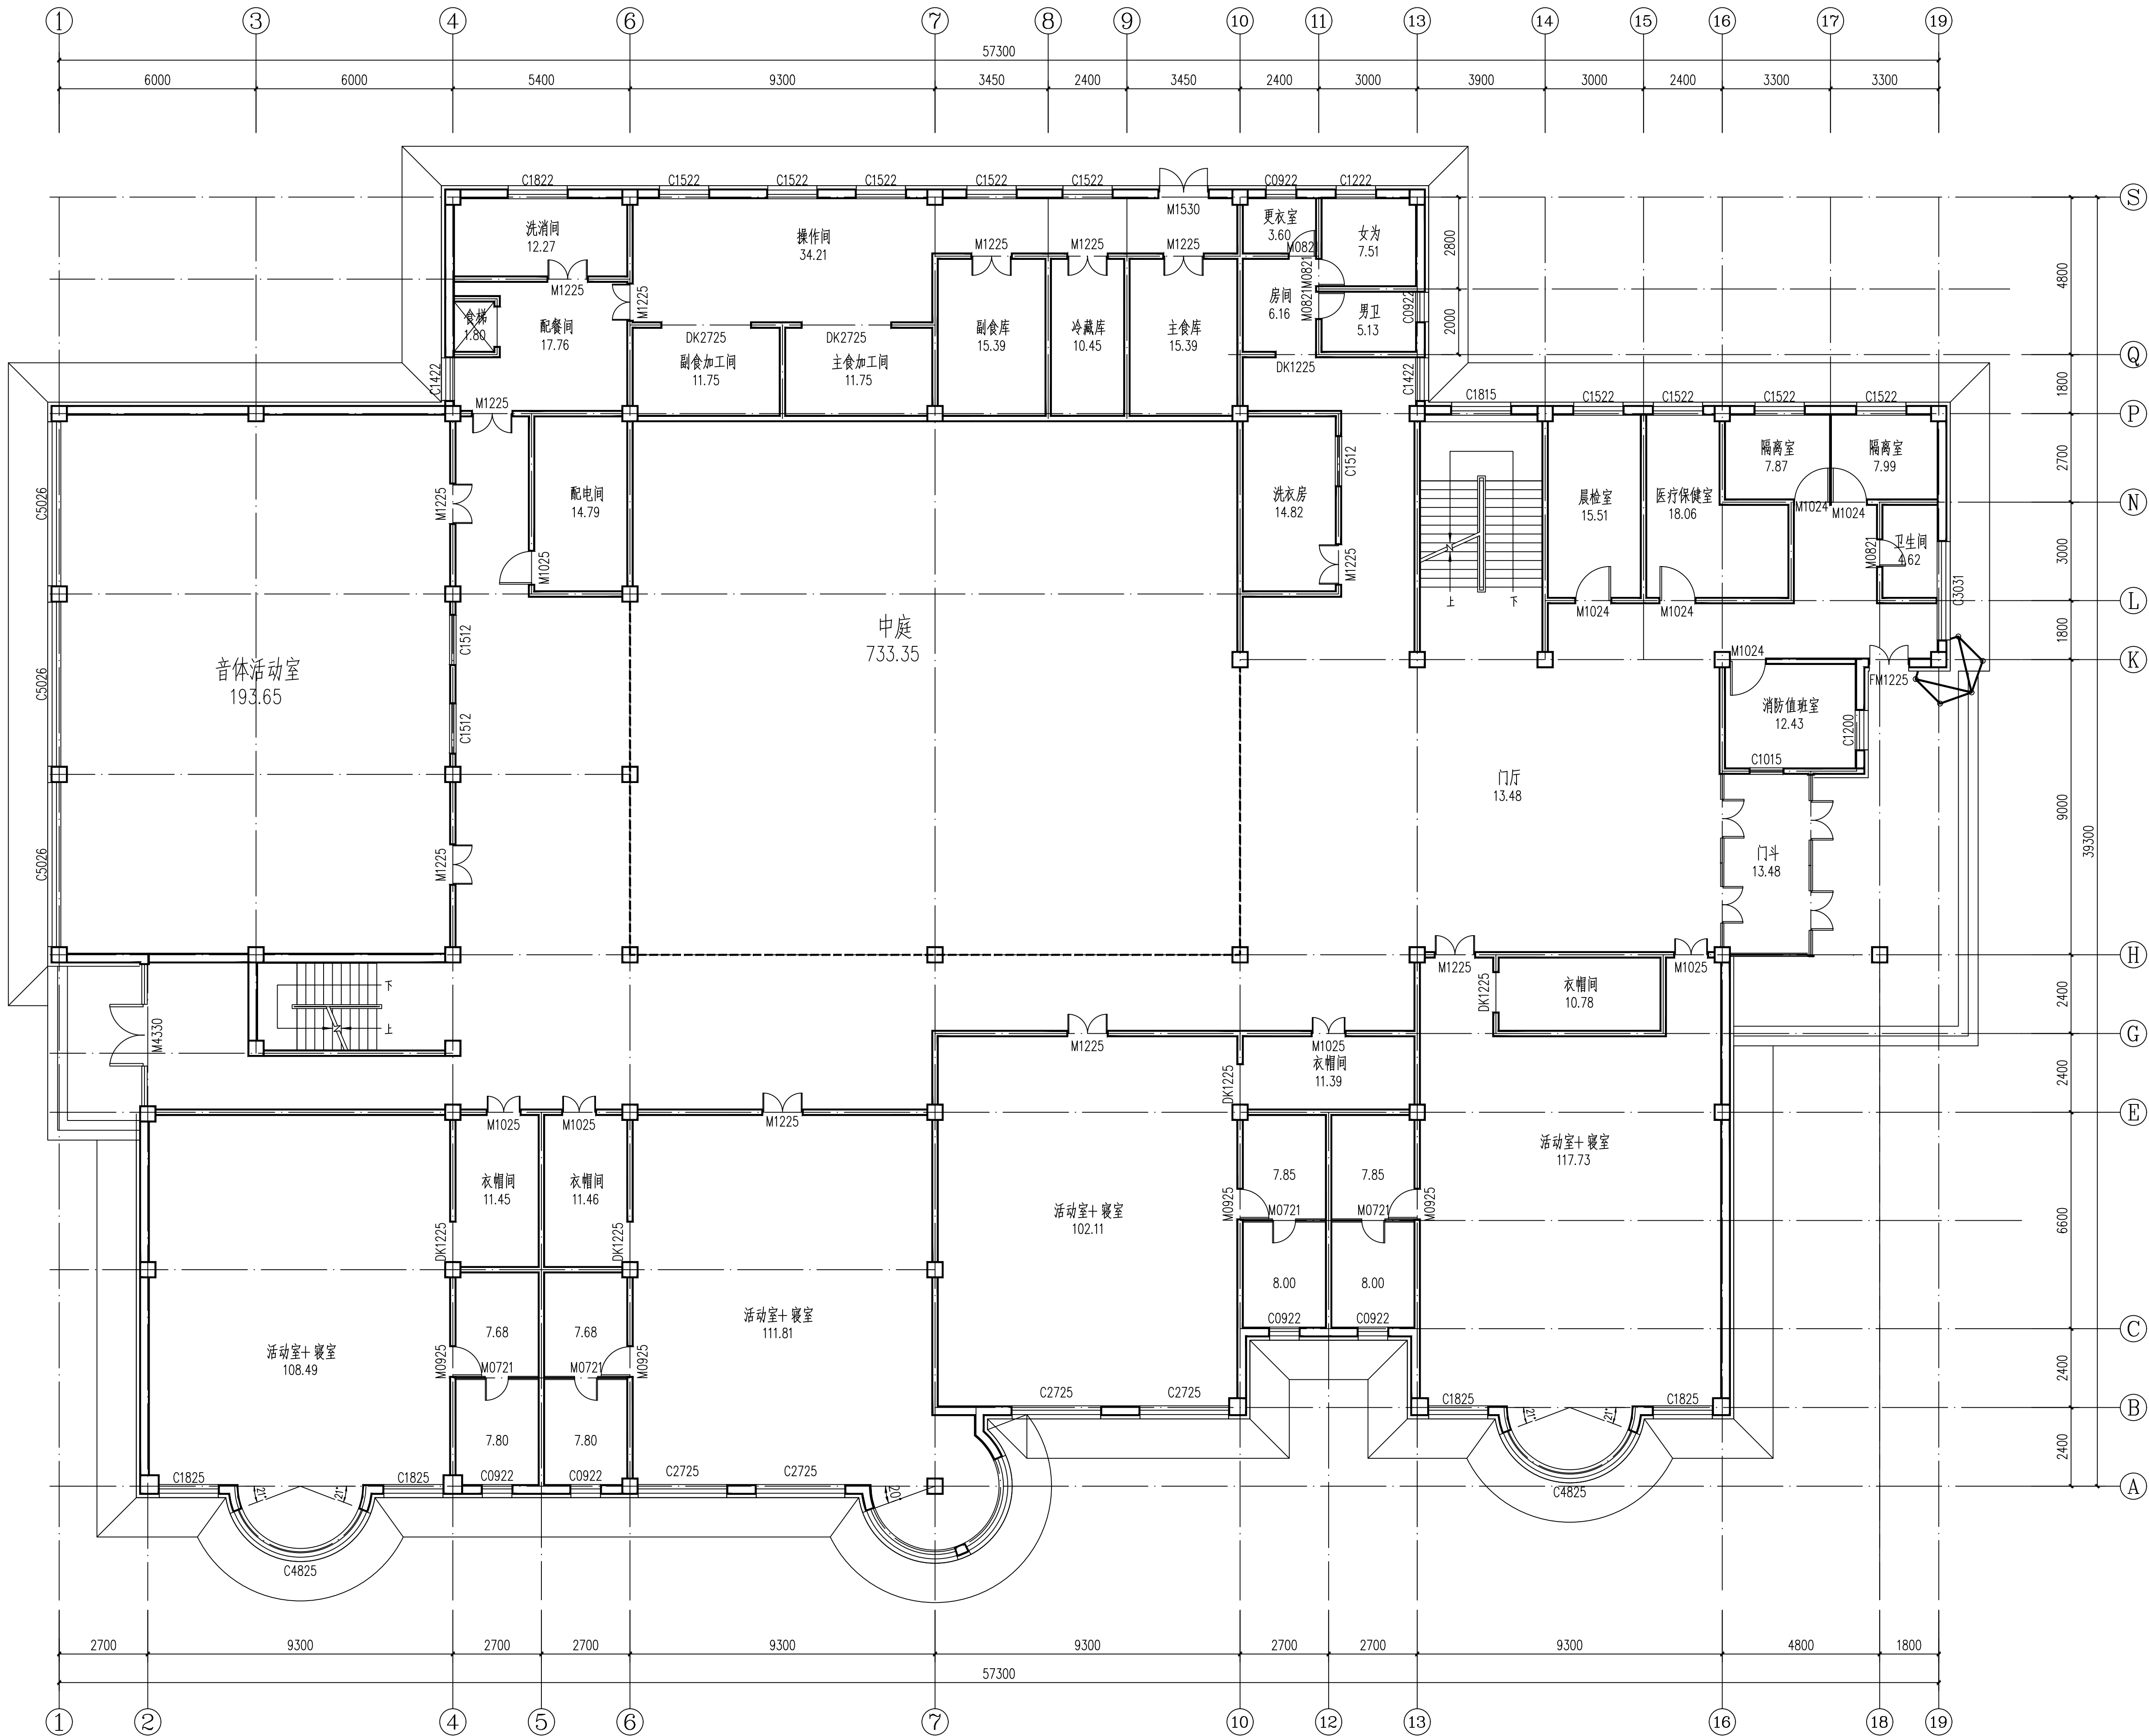 1 3 4 6 7 8 9 10 11 13 14 15 16 17 19
57300
6000 6000 5400 9300 3450 2400 3450 2400 3000 3900 3000 2400 3300 3300
C1822 C1522 C1522 C1522 C1522 C1522 C0922 C1222
S
M1530
洗消间
12.27
操作间
34.21
更衣室
3.60
女为
7.51
M1225 M1225 M1225 M0821
2800
4800
M1225
M1225
M0821
M0821
食梯
1.80
配餐间
17.76
DK2725 DK2725
副食加工间
11.75
主食加工间
11.75
副食库
15.39
冷藏库
10.45
主食库
15.39
房间
6.16
男卫
5.13
C0922
2000
Q
DK1225
C1422
C1422
1800
M1225
C1815 C1522 C1522 C1522 C1522
P
C5026
M1225
配电间
14.79
M1025
洗衣房
14.82
C1512
M1225
上 下
晨检室
15.51
医疗保健室
18.06
隔离室
7.87
隔离室
7.99
2700
N
M1024 M1024
卫生间
4.62
M0821
3000
C3031
M1024 M1024
L
中庭
733.35
C1512
1800
音体活动室
193.65
C5026
M1024
K
FM1225
消防值班室
12.43
C1200
C1015
C1512
门厅
13.48
9000
39300
C5026
M1225
门斗
13.48
H
M1225 M1025
下
上
DK1225
衣帽间
10.78
2400
M4330
G
M1225 M1025
衣帽间
11.39
DK1225
2400
E
M1025 M1025 M1225
活动室+寝室
117.73
衣帽间
11.45
衣帽间
11.46
7.85 7.85
M0925 M0721 M0721 M0925
活动室+寝室
102.11
DK1225 DK1225
6600
8.00 8.00
C0922 C0922
C
活动室+寝室
111.81
7.68 7.68
活动室+寝室
108.49
M0925 M0721 M0721 M0925
2400
C2725 C2725
C1825 C1825
B
21° 21°
7.80 7.80
2400
C1825 C1825 C0922 C0922 C2725 C2725
C4825
A
21° 21° 20°
C4825
2700 9300 2700 2700 9300 9300 2700 2700 9300 4800 1800
57300
1 2 4 5 6 7 10 12 13 16 18 19